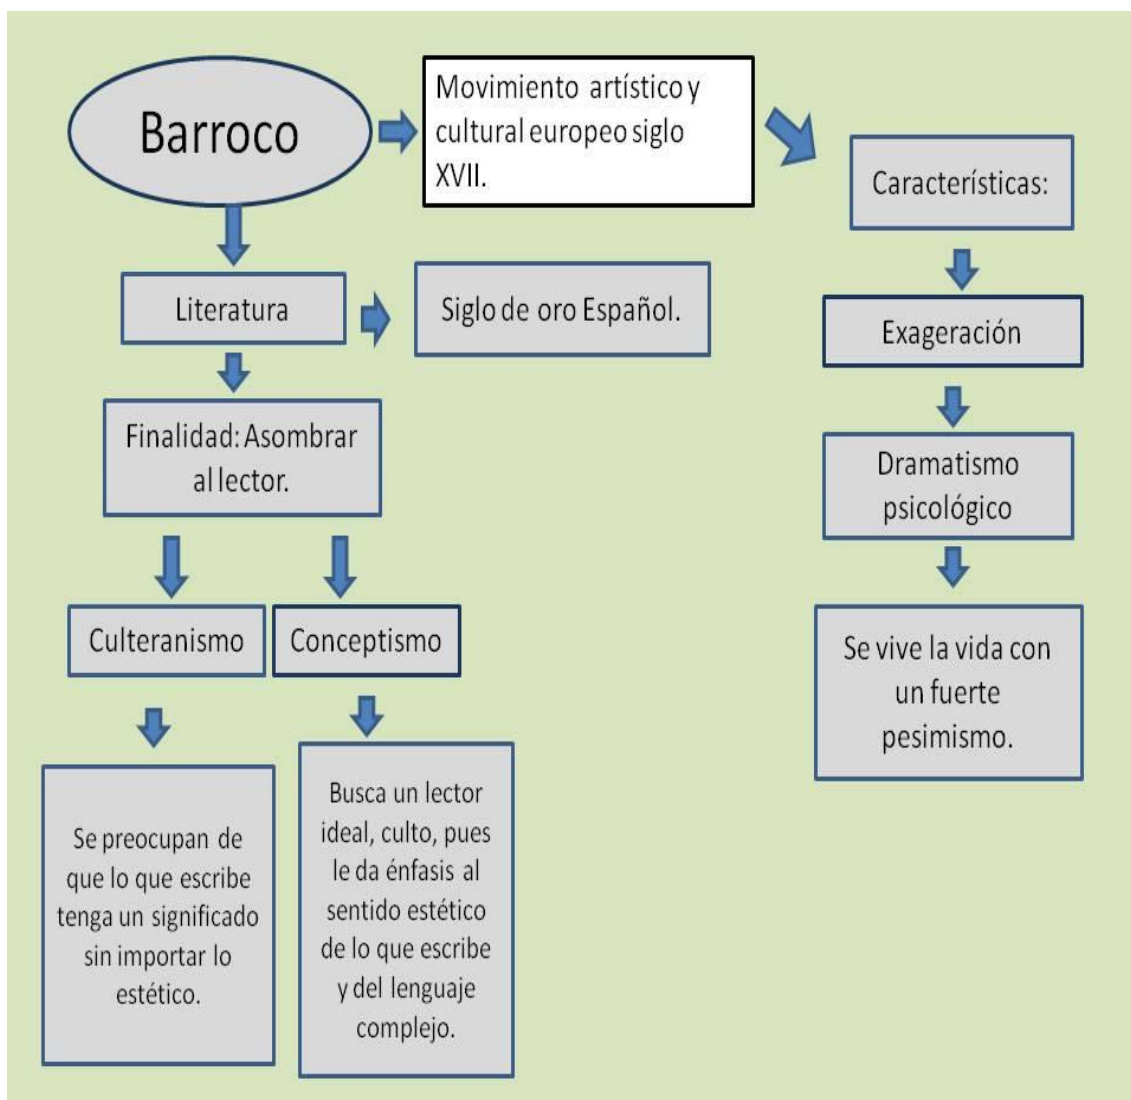 Barroco
Movimiento artístico y
cultural europeo siglo
XVII.
Características:
Literatura
Siglo de oro Español.
Exageración
Finalidad: Asombrar
al lector.
Dramatismo
psicológico
Culteranismo
Conceptismo
Se vive la vida con
un fuerte
pesimismo.
Se preocupan de
que lo que escribe
tenga un significado
sin importar lo
estético.
Busca un lector
ideal, culto, pues
le da énfasis al
sentido estético
de lo que escribe
y del lenguaje
complejo.